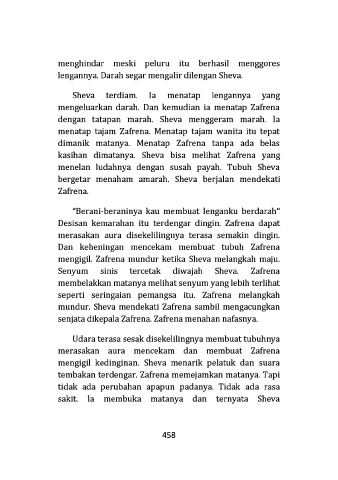 menghindar meski peluru itu berhasil menggores
lengannya. Darah segar mengalir dilengan Sheva.
Sheva terdiam. Ia menatap lengannya yang
mengeluarkan darah. Dan kemudian ia menatap Zafrena
dengan tatapan marah. Sheva menggeram marah. Ia
menatap tajam Zafrena. Menatap tajam wanita itu tepat
dimanik matanya. Menatap Zafrena tanpa ada belas
kasihan dimatanya. Sheva bisa melihat Zafrena yang
menelan ludahnya dengan susah payah. Tubuh Sheva
bergetar menaham amarah. Sheva berjalan mendekati
Zafrena.
"Berani-beraninya kau membuat lenganku berdarah"
Desisan kemarahan itu terdengar dingin. Zafrena dapat
merasakan aura disekelilingnya terasa semakin dingin.
Dan keheningan mencekam membuat tubuh Zafrena
mengigil. Zafrena mundur ketika Sheva melangkah maju.
Senyum sinis tercetak diwajah Sheva. Zafrena
membelakkan matanya melihat senyum yang lebih terlihat
seperti seringaian pemangsa itu. Zafrena melangkah
mundur. Sheva mendekati Zafrena sambil mengacungkan
senjata dikepala Zafrena. Zafrena menahan nafasnya.
Udara terasa sesak disekelilingnya membuat tubuhnya
merasakan aura mencekam dan membuat Zafrena
mengigil kedinginan. Sheva menarik pelatuk dan suara
tembakan terdengar. Zafrena memejamkan matanya. Tapi
tidak ada perubahan apapun padanya. Tidak ada rasa
sakit. Ia membuka matanya dan ternyata Sheva
458